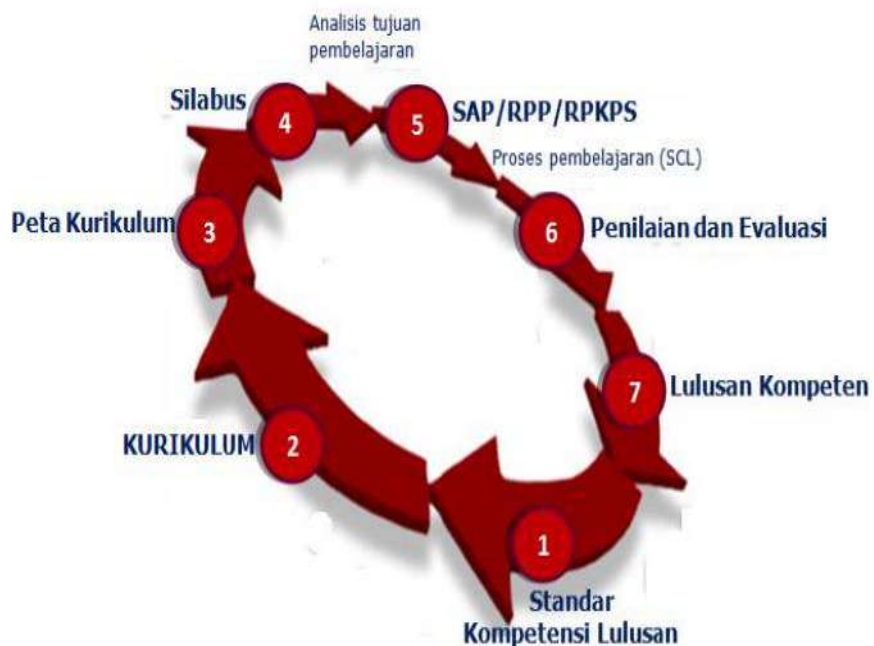 Analisis tujuan
pembelajaran
Silabus
4
5
SAP/RPP/RPKPS
Proses pembelajaran (SCL)
Peta Kurikulum
3
6
Penilaian dan Evaluasi
7
Lulusan Kompeten
KURIKULUM
2
1
Standar
Kompetensi Lulusan